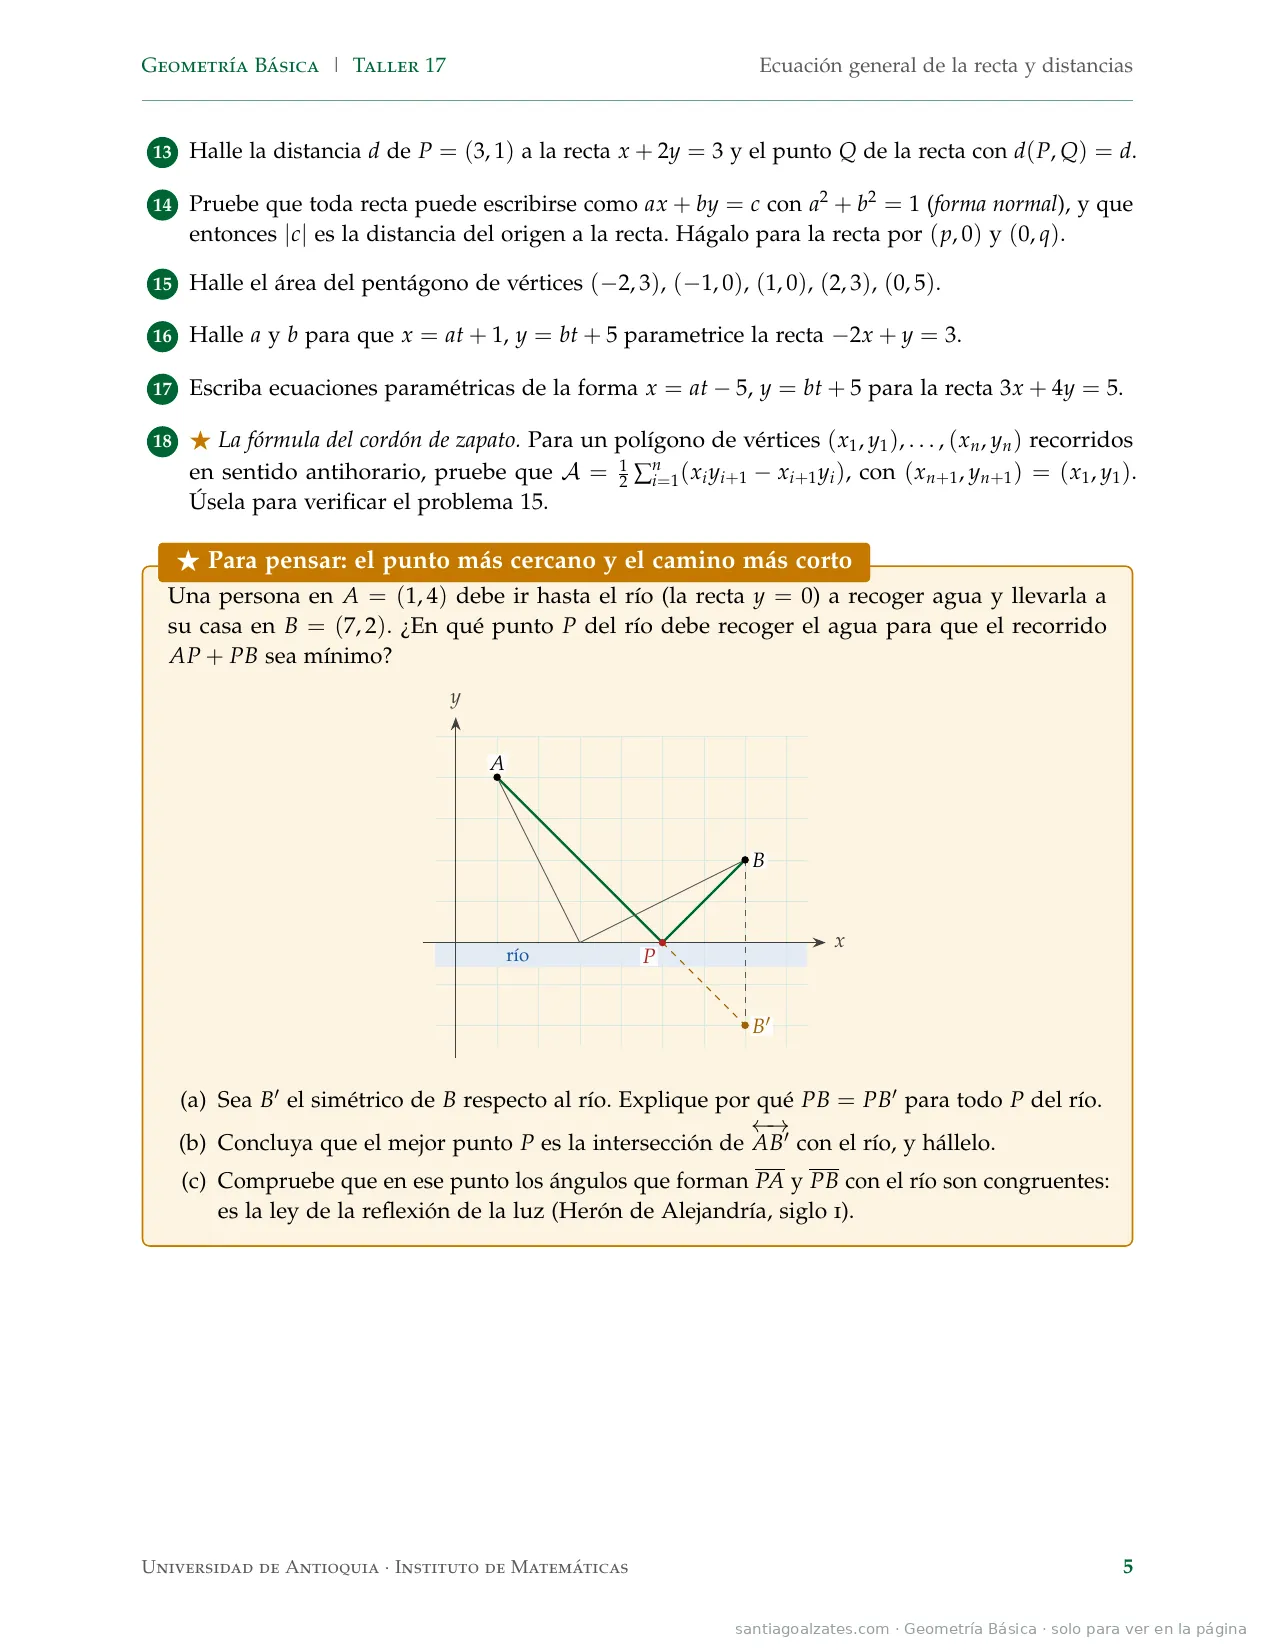 Geometría Básica | Taller 17
Ecuación general de la recta y distancias
13 Halle la distancia d de P = (3, 1) a la recta x + 2y = 3 y el punto Q de la recta con d(P, Q) = d.
14 Pruebe que toda recta puede escribirse como ax + by = c con a² + b² = 1 (forma normal), y que
entonces |c| es la distancia del origen a la recta. Hágalo para la recta por (p, 0) y (0, q).
15 Halle el área del pentágono de vértices (−2, 3), (−1, 0), (1, 0), (2, 3), (0, 5).
16 Halle a y b para que x = at + 1, y = bt + 5 parametrice la recta −2x + y = 3.
17 Escriba ecuaciones paramétricas de la forma x = at − 5, y = bt + 5 para la recta 3x + 4y = 5.
18 ★ La fórmula del cordón de zapato. Para un polígono de vértices (x₁, y₁), . . . , (xₙ, yₙ) recorridos
en sentido antihorario, pruebe que 𝒜 = ½ ∑ⁿᵢ₌₁(xᵢyᵢ₊₁ − xᵢ₊₁yᵢ), con (xₙ₊₁, yₙ₊₁) = (x₁, y₁).
Úsela para verificar el problema 15.
★ Para pensar: el punto más cercano y el camino más corto
Una persona en A = (1, 4) debe ir hasta el río (la recta y = 0) a recoger agua y llevarla a
su casa en B = (7, 2). ¿En qué punto P del río debe recoger el agua para que el recorrido
AP + PB sea mínimo?
y
A
B
x
río
P
B′
(a) Sea B′ el simétrico de B respecto al río. Explique por qué PB = PB′ para todo P del río.
(b) Concluya que el mejor punto P es la intersección de \overleftrightarrow{AB′} con el río, y hállelo.
(c) Compruebe que en ese punto los ángulos que forman \overline{PA} y \overline{PB} con el río son congruentes:
es la ley de la reflexión de la luz (Herón de Alejandría, siglo I).
Universidad de Antioquia · Instituto de Matemáticas
5
santiagoalzates.com · Geometría Básica · solo para ver en la página